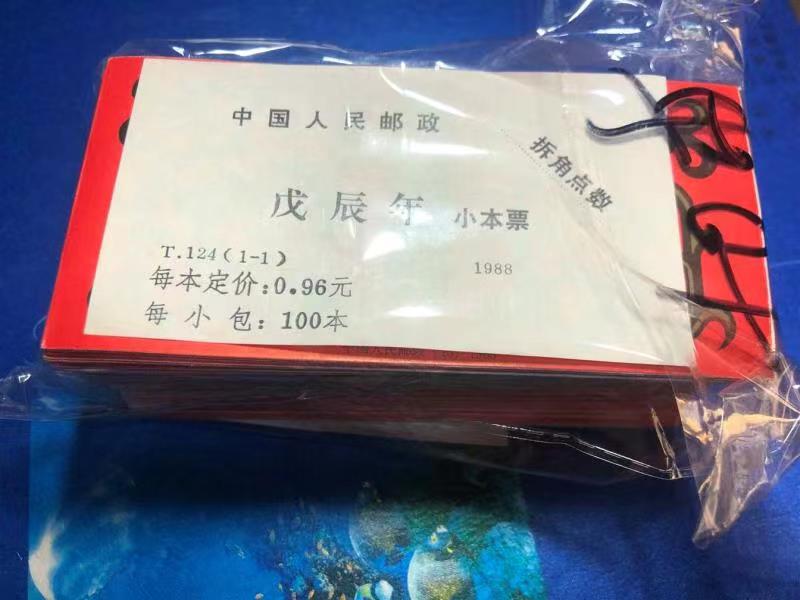 中国人民邮政
拆角点数
戊辰年 小本票
T.124(1-1)
1988
每本定价:0.96元
每小包: 100本